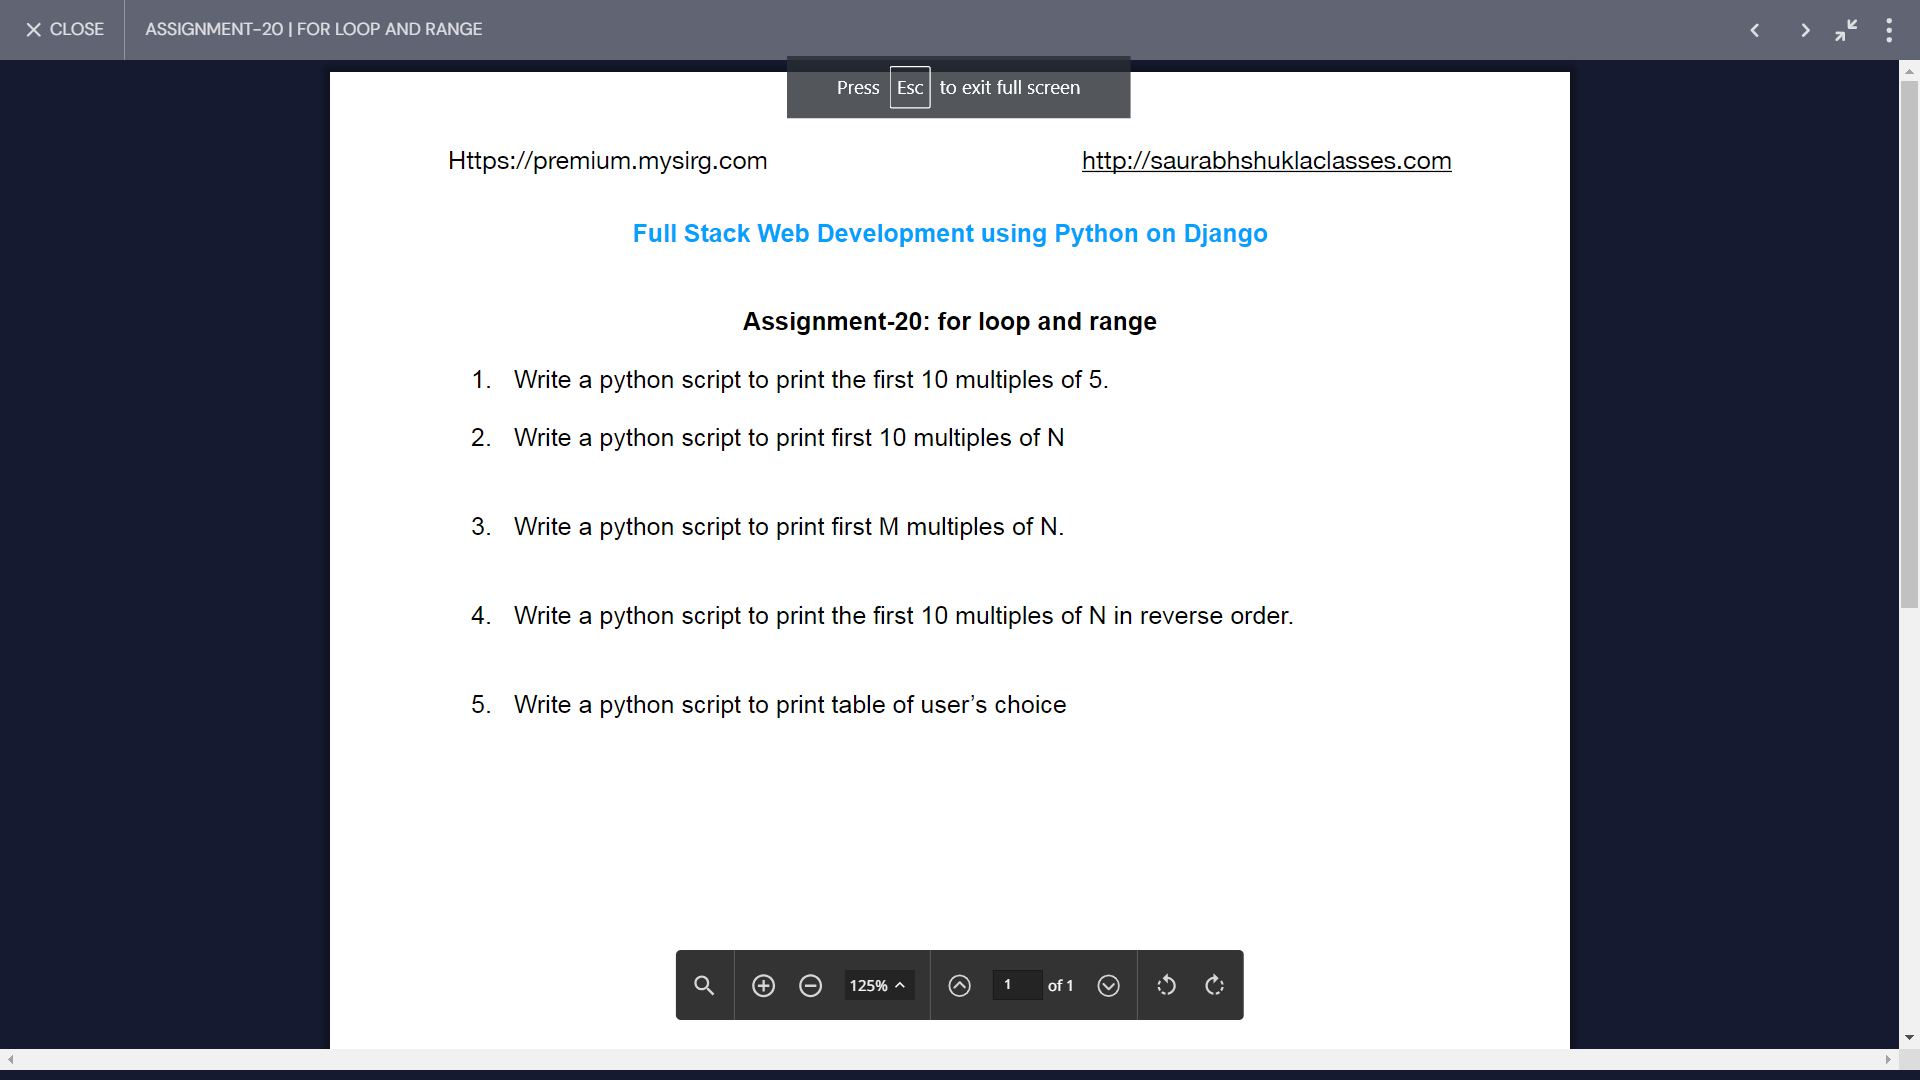 CLOSE
ASSIGNMENT-20 | FOR LOOP AND RANGE
Press Esc to exit full screen
Https://premium.mysirg.com
http://saurabhshuklaclasses.com
Full Stack Web Development using Python on Django
Assignment-20: for loop and range
1. Write a python script to print the first 10 multiples of 5.
2. Write a python script to print first 10 multiples of N
3. Write a python script to print first M multiples of N.
4. Write a python script to print the first 10 multiples of N in reverse order.
5. Write a python script to print table of user’s choice
125%
1 of 1